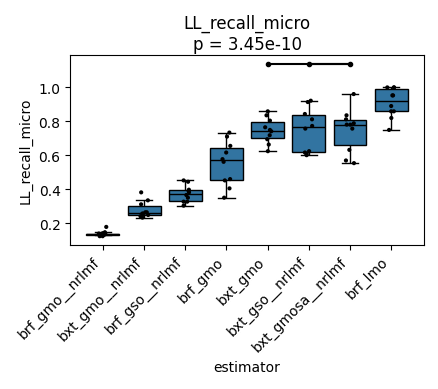 LL_recall_micro
p = 3.45e-10
LL_recall_micro
1.0
0.8
0.6
0.4
0.2
brf_gmo__nrlmf
bxt_gmo__nrlmf
brf_gso__nrlmf
brf_gmo
bxt_gmo
bxt_gso__nrlmf
bxt_gmosa__nrlmf
brf_lmo
estimator